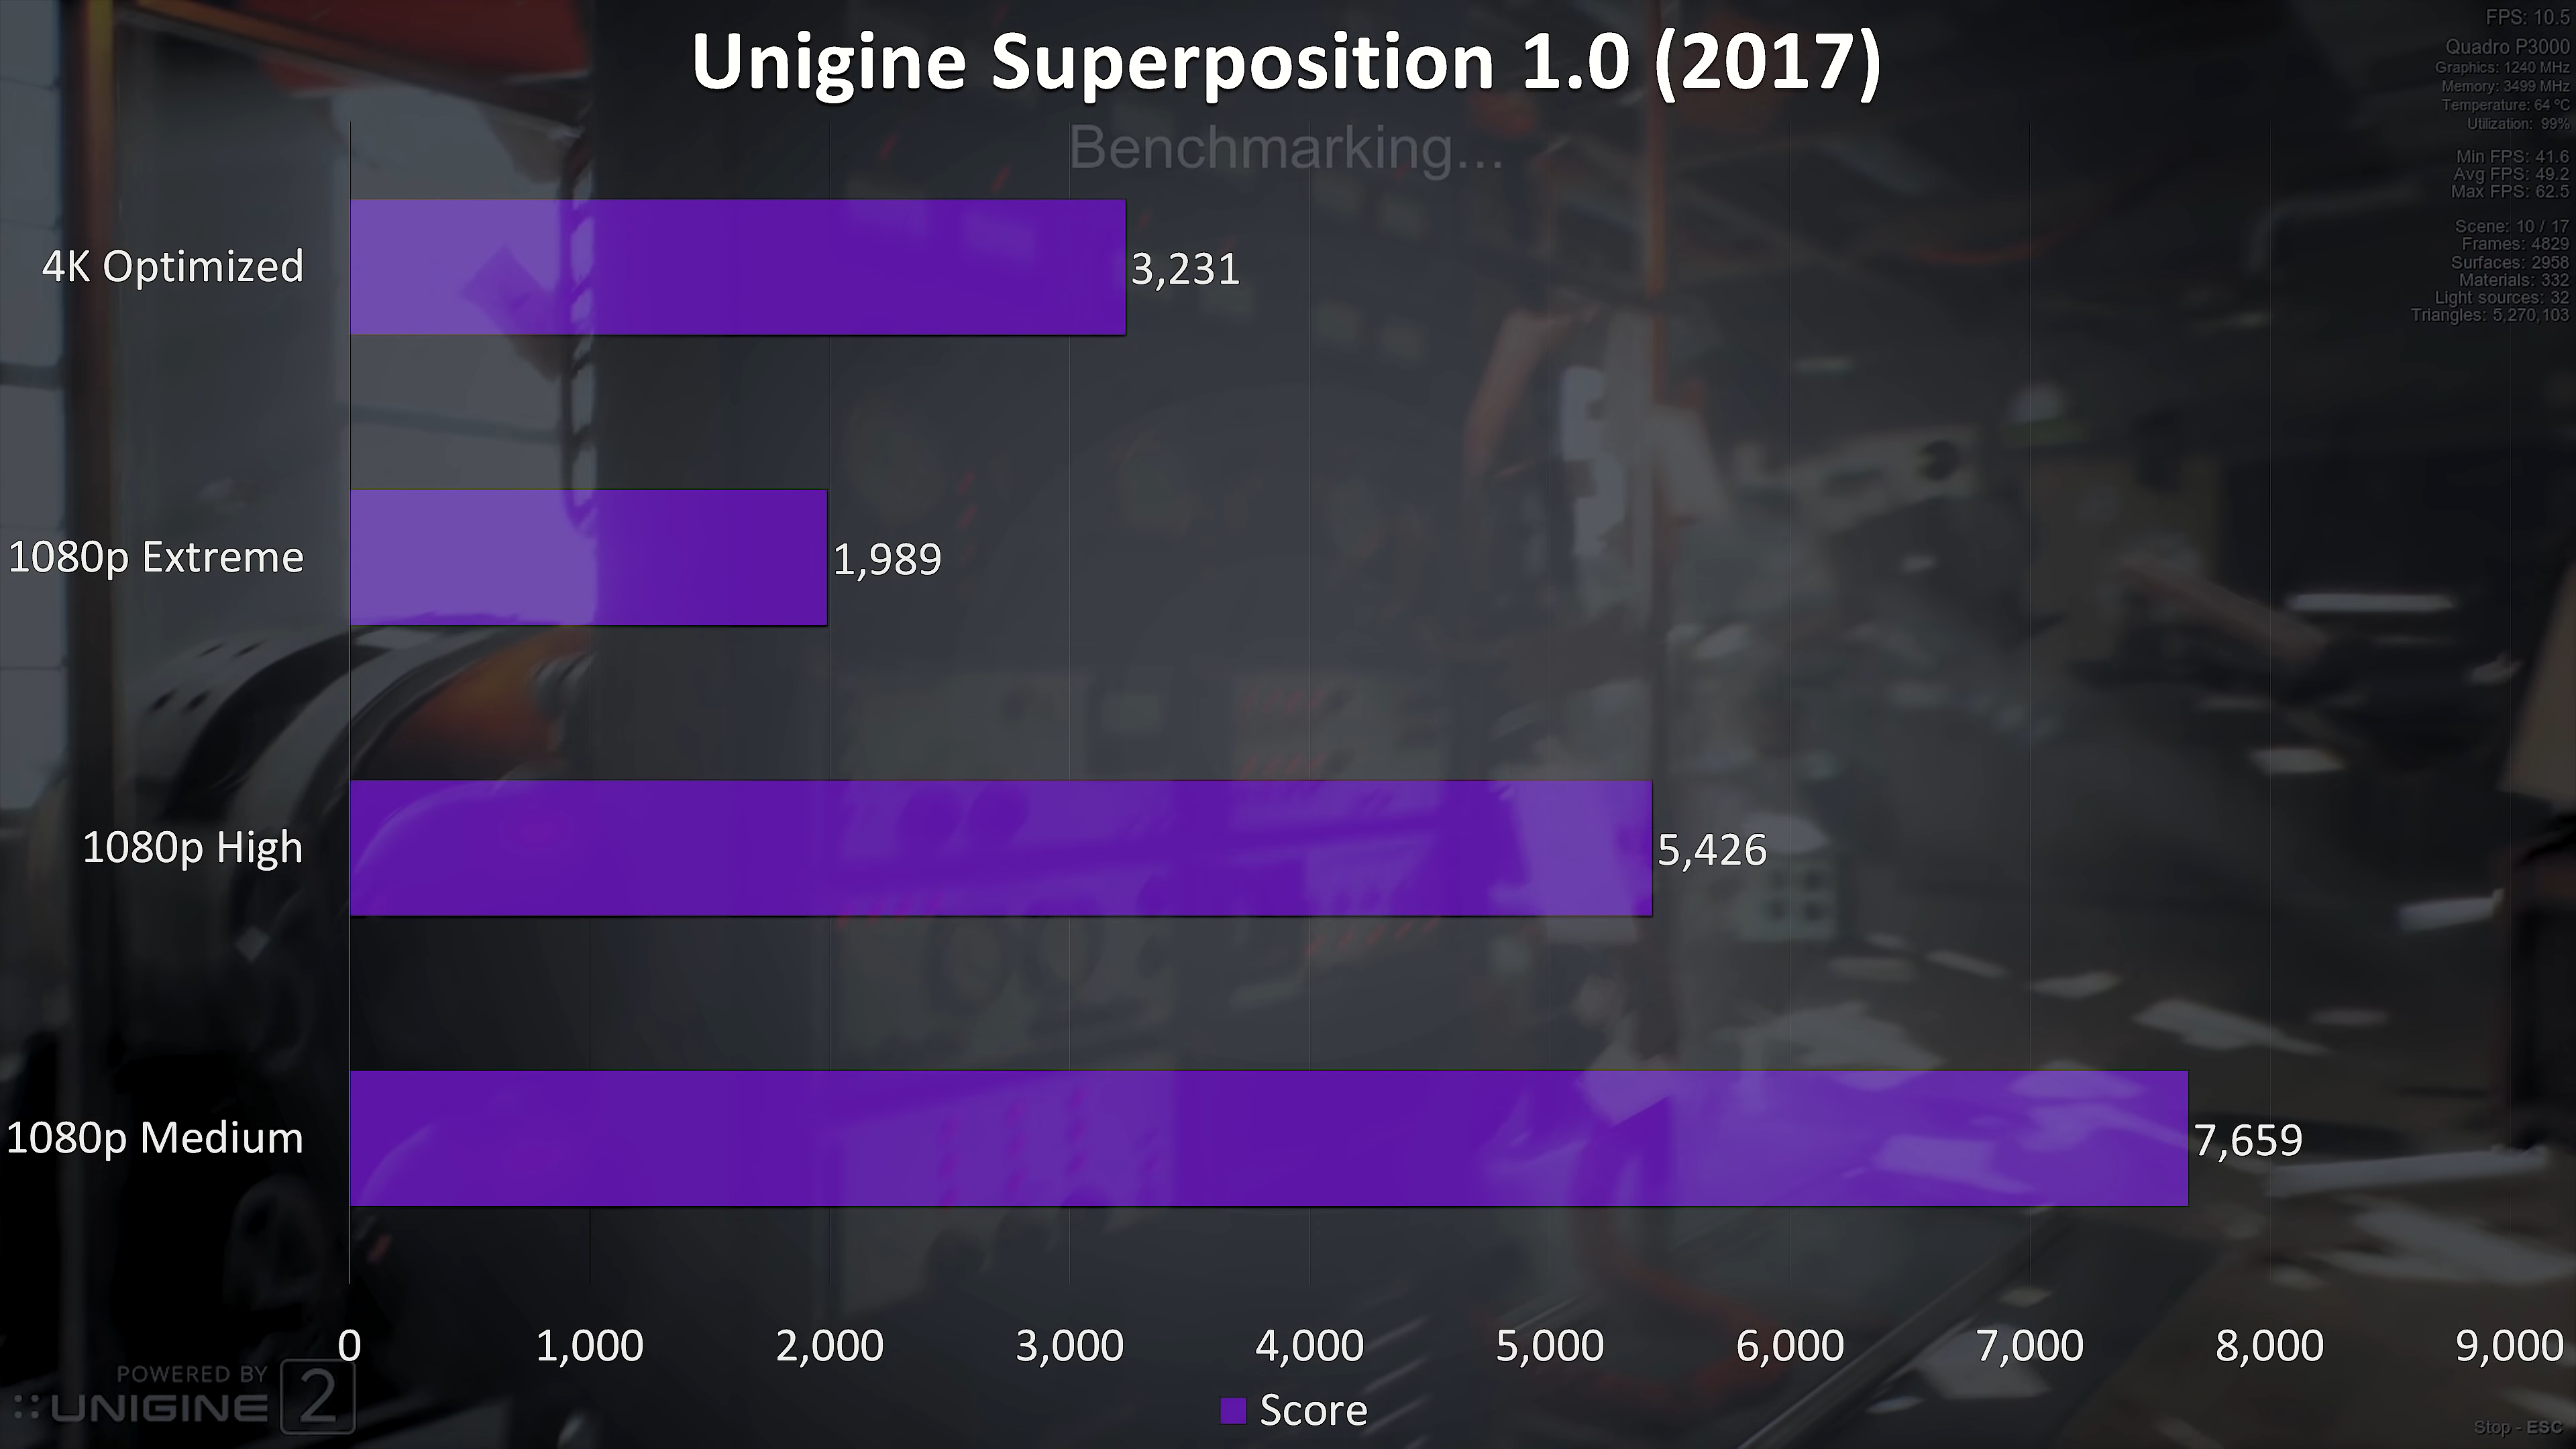 Unigine Superposition 1.0 (2017)
Benchmarking...
FPS: 10.5
Quadro P3000
Graphics: 1240 MHz
Memory: 3499 MHz
Temperature: 64 °C
Utilization: 99%
Min FPS: 41.6
Avg FPS: 49.2
Max FPS: 62.5
Scene: 10 / 17
Frames: 4829
Surfaces: 2958
Materials: 332
Light sources: 32
Triangles: 5,270,103
4K Optimized 3,231
1080p Extreme 1,989
1080p High 5,426
1080p Medium 7,659
0 1,000 2,000 3,000 4,000 5,000 6,000 7,000 8,000 9,000
Score
POWERED BY
UNIGINE 2
Stop - ESC